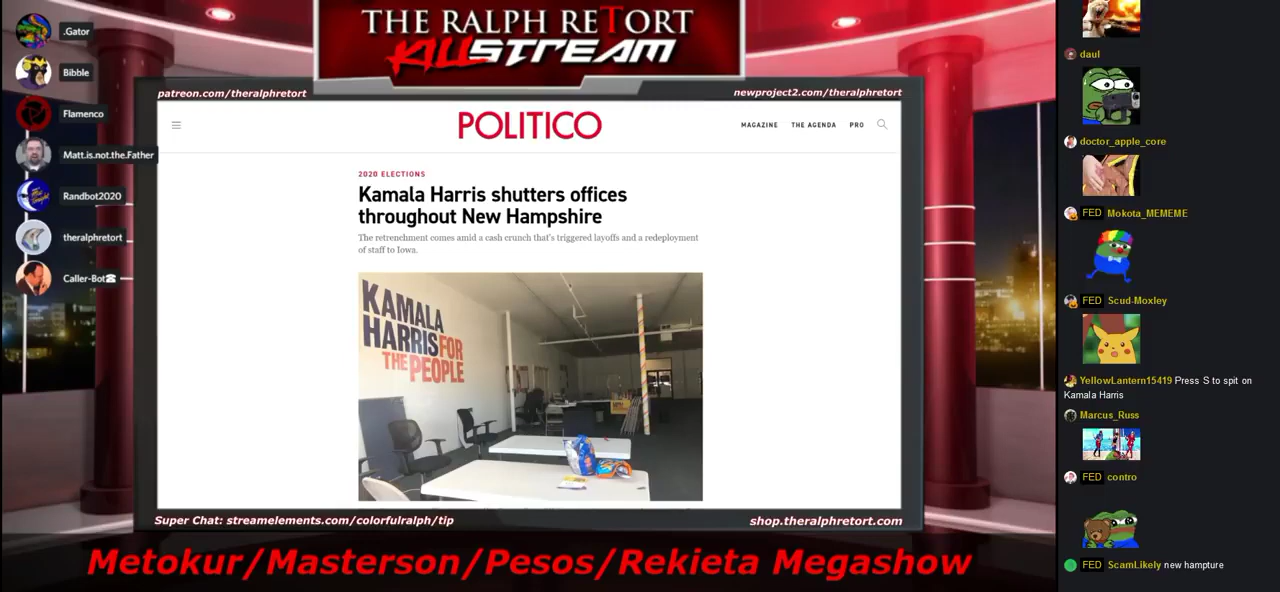 THE RALPH RETORT
KILLSTREAM
patreon.com/theralphretort
newproject2.com/theralphretort
.Gator
Bibble
Flamenco
Matt.is.not.the.Father
Randbot2020
theralphretort
Caller-Bot☎
POLITICO
MAGAZINE THE AGENDA PRO
2020 ELECTIONS
Kamala Harris shutters offices
throughout New Hampshire
The retrenchment comes amid a cash crunch that's triggered layoffs and a redeployment
of staff to Iowa.
KAMALA
HARRIS FOR
THE PEOPLE
Super Chat: streamelements.com/colorfulralph/tip
shop.theralphretort.com
Metokur/Masterson/Pesos/Rekieta Megashow
daul
doctor_apple_core
FED Mokota_MEMEME
FED Scud-Moxley
YellowLantern15419 Press S to spit on
Kamala Harris
Marcus_Russ
FED contro
FED ScamLikely new hampture